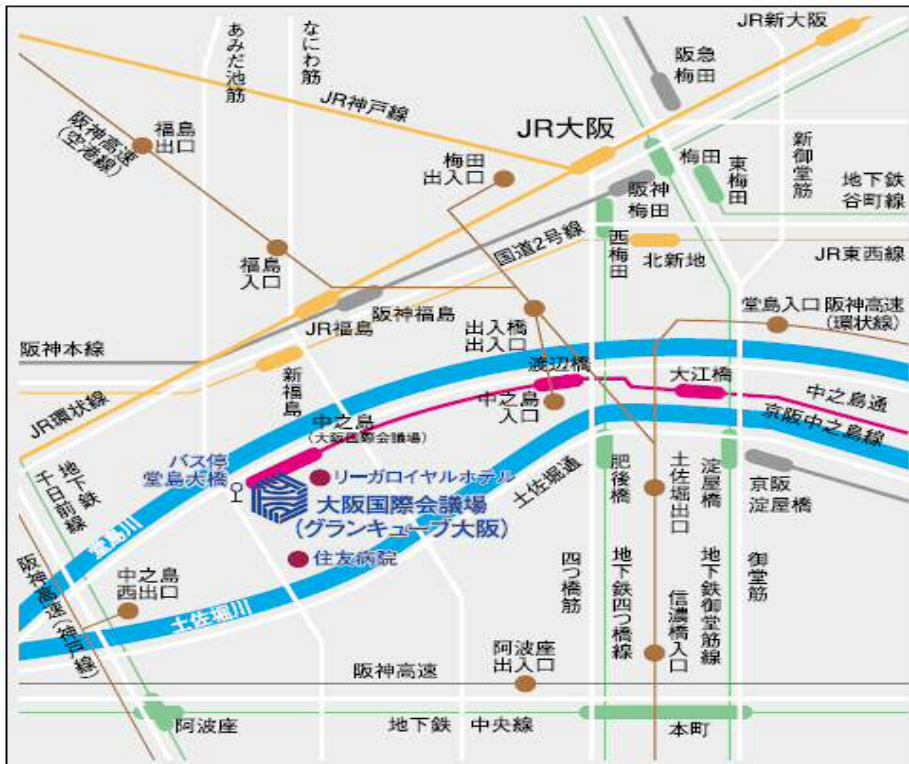 JR新大阪
あみだ池筋
なにわ筋
阪急
梅田
JR神戸線
阪神高速
(空港線)
福島
出口
JR大阪
梅田
出入口
梅田
東梅田
新御堂筋
地下鉄
谷町線
阪神
梅田
国道2号線
西梅田
北新地
JR東西線
福島
入口
JR福島
阪神福島
出入橋
出入口
堂島入口
阪神高速
(環状線)
阪神本線
新福島
渡辺橋
大江橋
中之島
入口
中之島通
京阪中之島線
JR環状線
中之島
(大阪国際会議場)
バス停
堂島大橋
リーガロイヤルホテル
大阪国際会議場
(グランキューブ大阪)
住友病院
土佐堀通
肥後橋
土佐堀出口
淀屋橋
京阪
淀屋橋
地下鉄
千日前線
堂島川
阪神高速(神戸線)
中之島
西出口
土佐堀川
四つ橋筋
地下鉄四つ橋線
信濃橋入口
地下鉄御堂筋線
御堂筋
阪神高速
阿波座
出入口
阿波座
地下鉄 中央線
本町